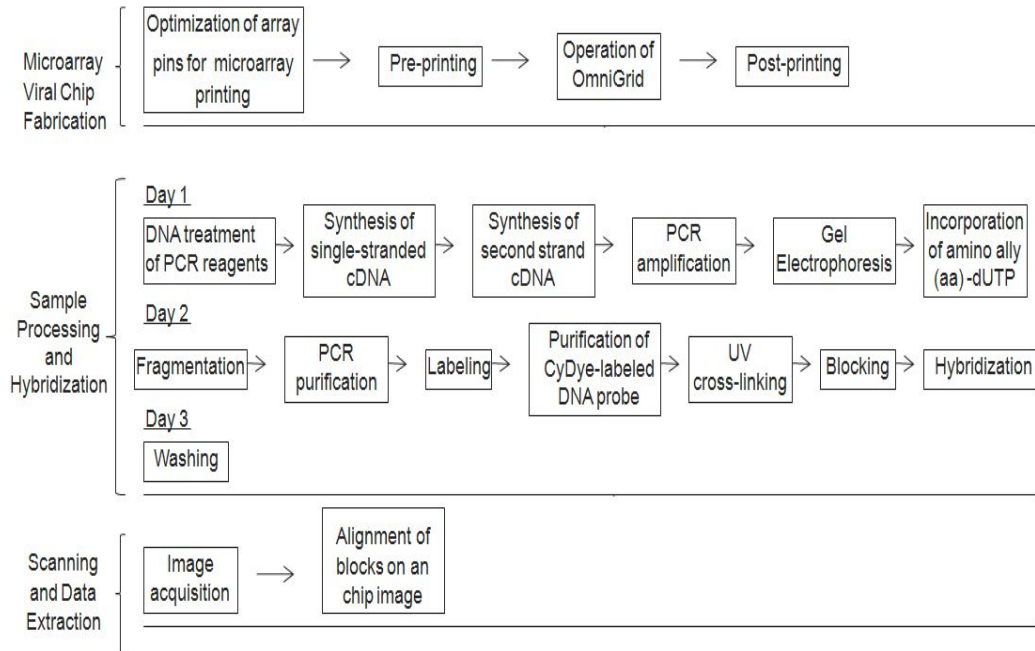 Microarray
Viral Chip
Fabrication
Optimization of array
pins for microarray
printing
Pre-printing
Operation of
OmniGrid
Post-printing
Sample
Processing
and
Hybridization
Day 1
DNA treatment
of PCR reagents
Synthesis of
single-stranded
cDNA
Synthesis of
second strand
cDNA
PCR
amplification
Gel
Electrophoresis
Incorporation
of amino ally
(aa) -dUTP
Day 2
Fragmentation
PCR
purification
Labeling
Purification of
CyDye-labeled
DNA probe
UV
cross-linking
Blocking
Hybridization
Day 3
Washing
Scanning
and Data
Extraction
Image
acquisition
Alignment of
blocks on an
chip image